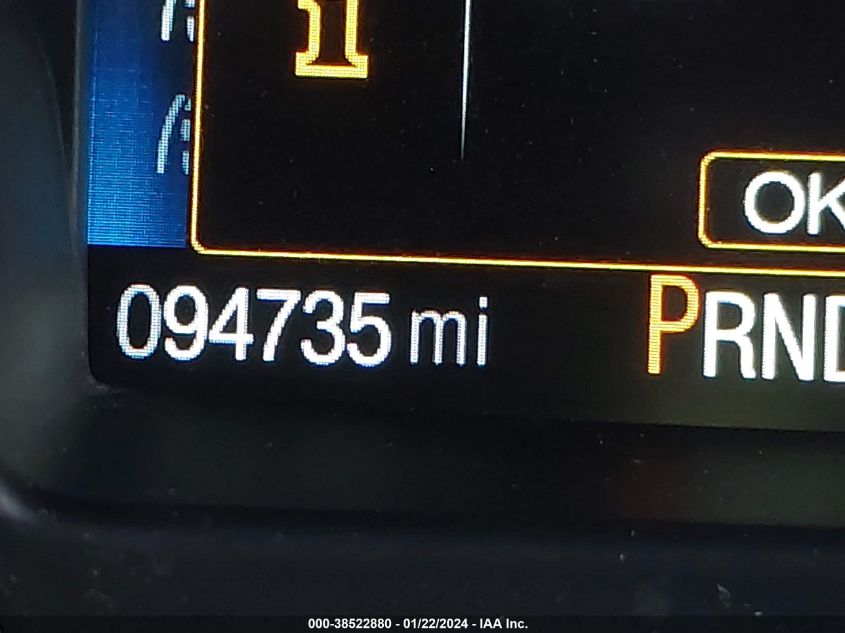 i
OK
094735 mi
PRND
000-38522880 - 01/22/2024 - IAA Inc.